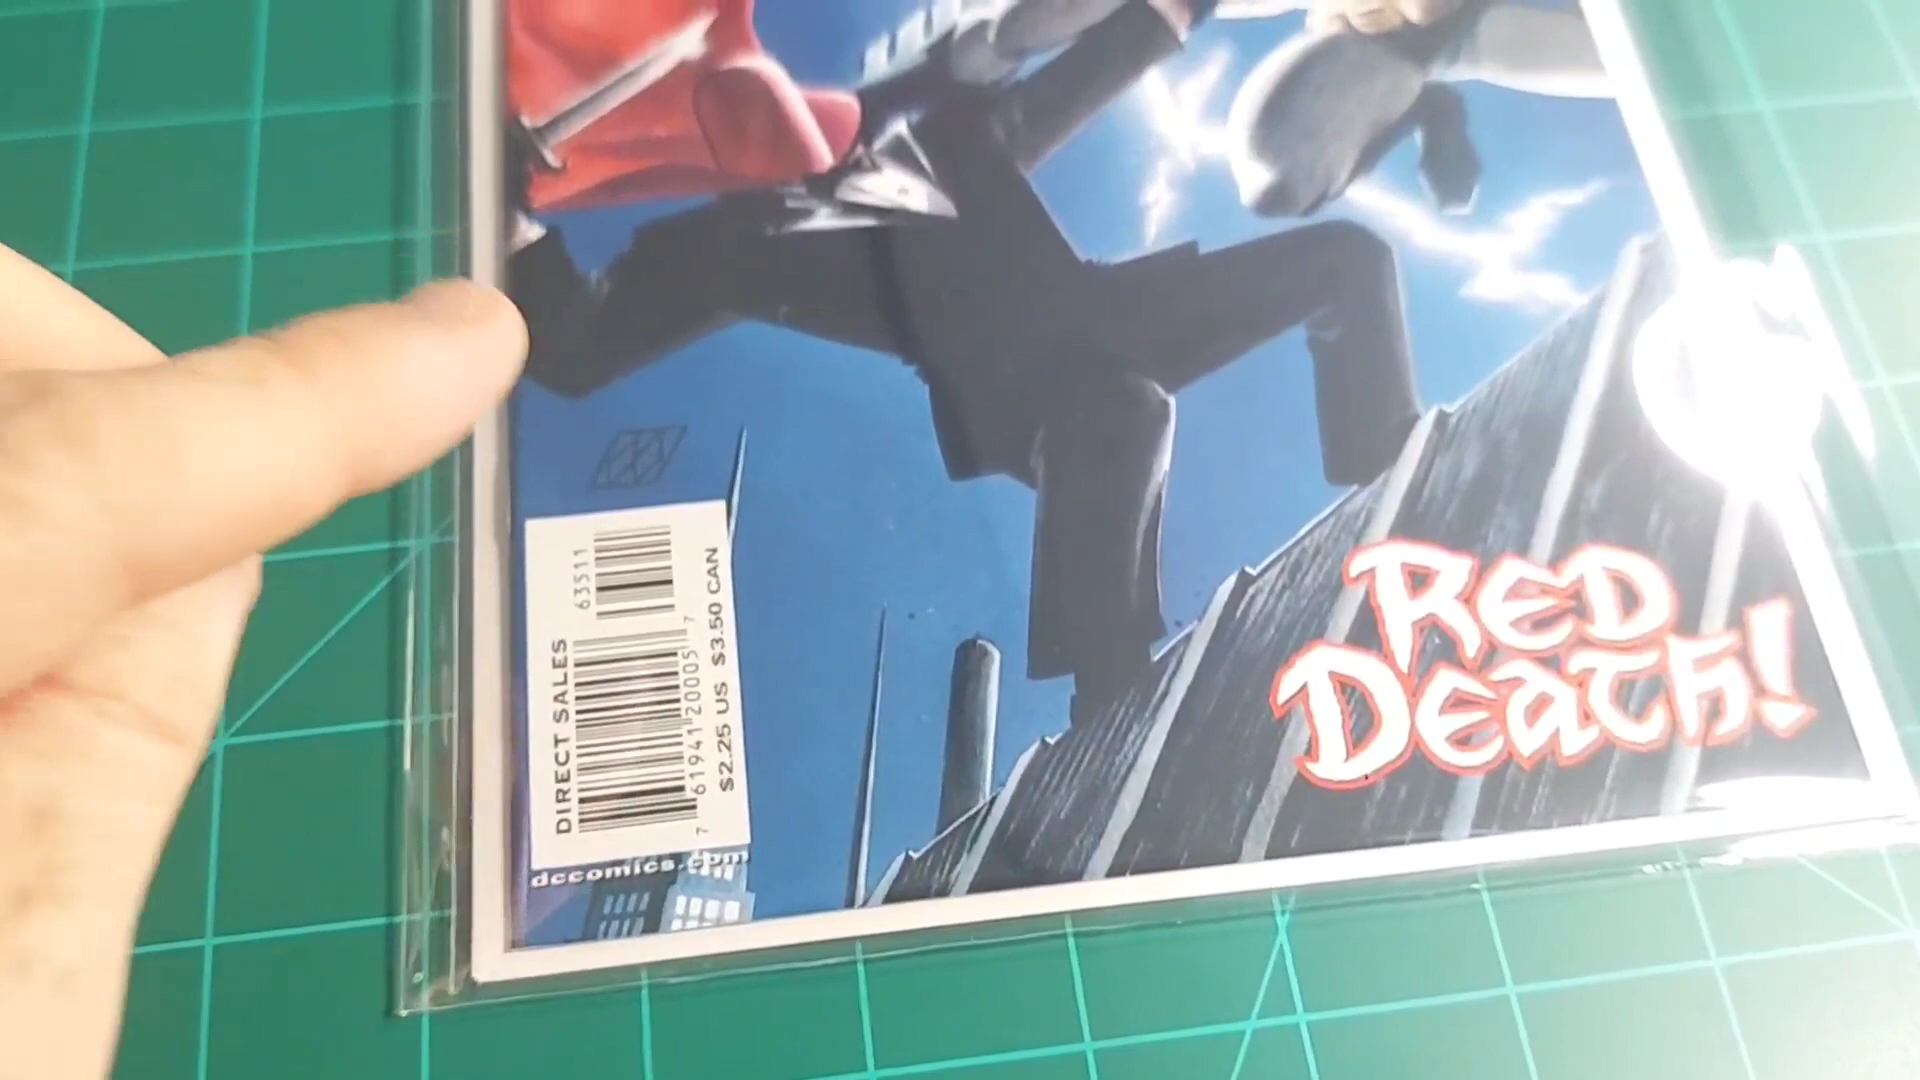 DIRECT SALES
63511
7 61941 20005 7
$2.25 US $3.50 CAN
dccomics.com
RED
DEATH!